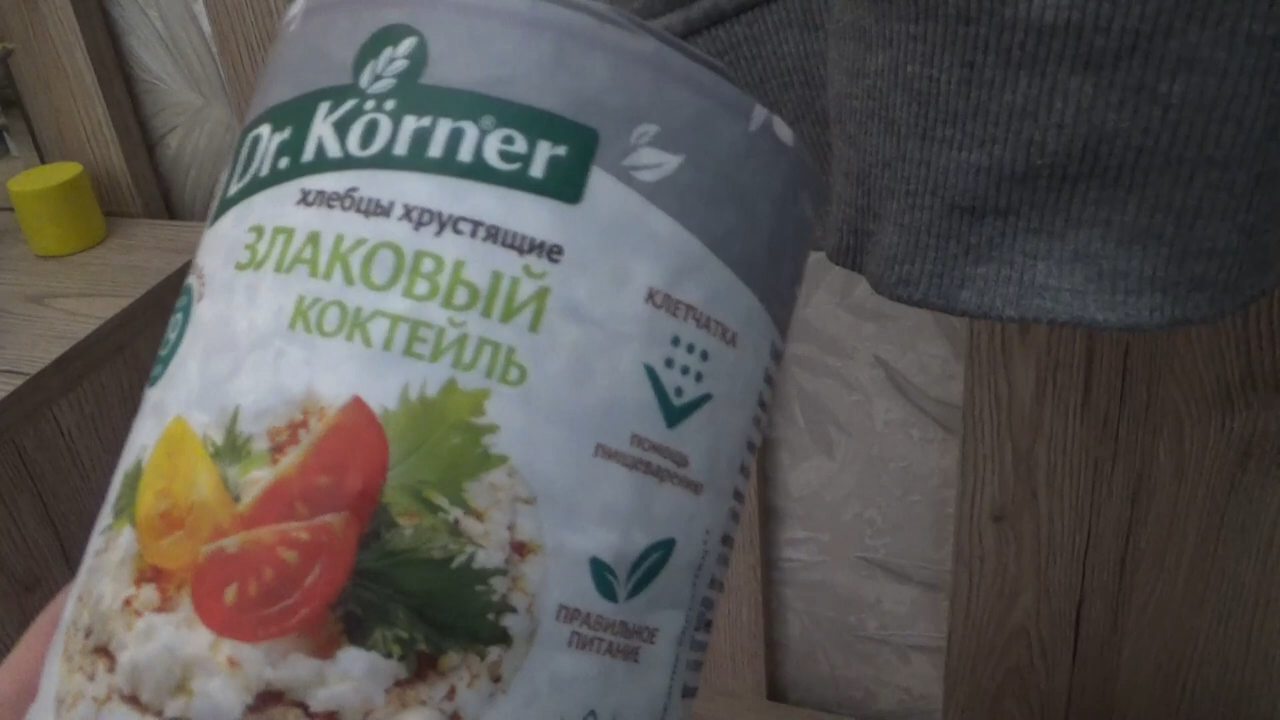 Dr. Körner®
хлебцы хрустящие
ЗЛАКОВЫЙ
КОКТЕЙЛЬ
КЛЕТЧАТКА
помощь
пищеварению
ПРАВИЛЬНОЕ
ПИТАНИЕ